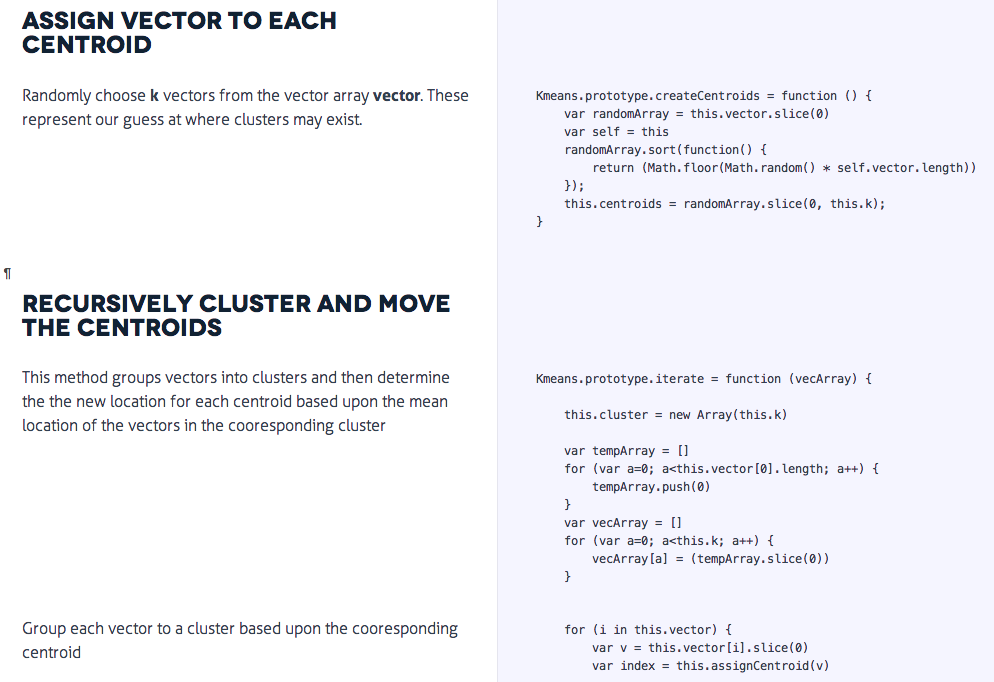 ASSIGN VECTOR TO EACH
CENTROID
Randomly choose k vectors from the vector array vector. These
represent our guess at where clusters may exist.
Kmeans.prototype.createCentroids = function () {
var randomArray = this.vector.slice(0)
var self = this
randomArray.sort(function() {
return (Math.floor(Math.random() * self.vector.length))
});
this.centroids = randomArray.slice(0, this.k);
}
¶
RECURSIVELY CLUSTER AND MOVE
THE CENTROIDS
This method groups vectors into clusters and then determine
the the new location for each centroid based upon the mean
location of the vectors in the cooresponding cluster
Kmeans.prototype.iterate = function (vecArray) {
this.cluster = new Array(this.k)
var tempArray = []
for (var a=0; a<this.vector[0].length; a++) {
tempArray.push(0)
}
var vecArray = []
for (var a=0; a<this.k; a++) {
vecArray[a] = (tempArray.slice(0))
}
Group each vector to a cluster based upon the cooresponding
centroid
for (i in this.vector) {
var v = this.vector[i].slice(0)
var index = this.assignCentroid(v)